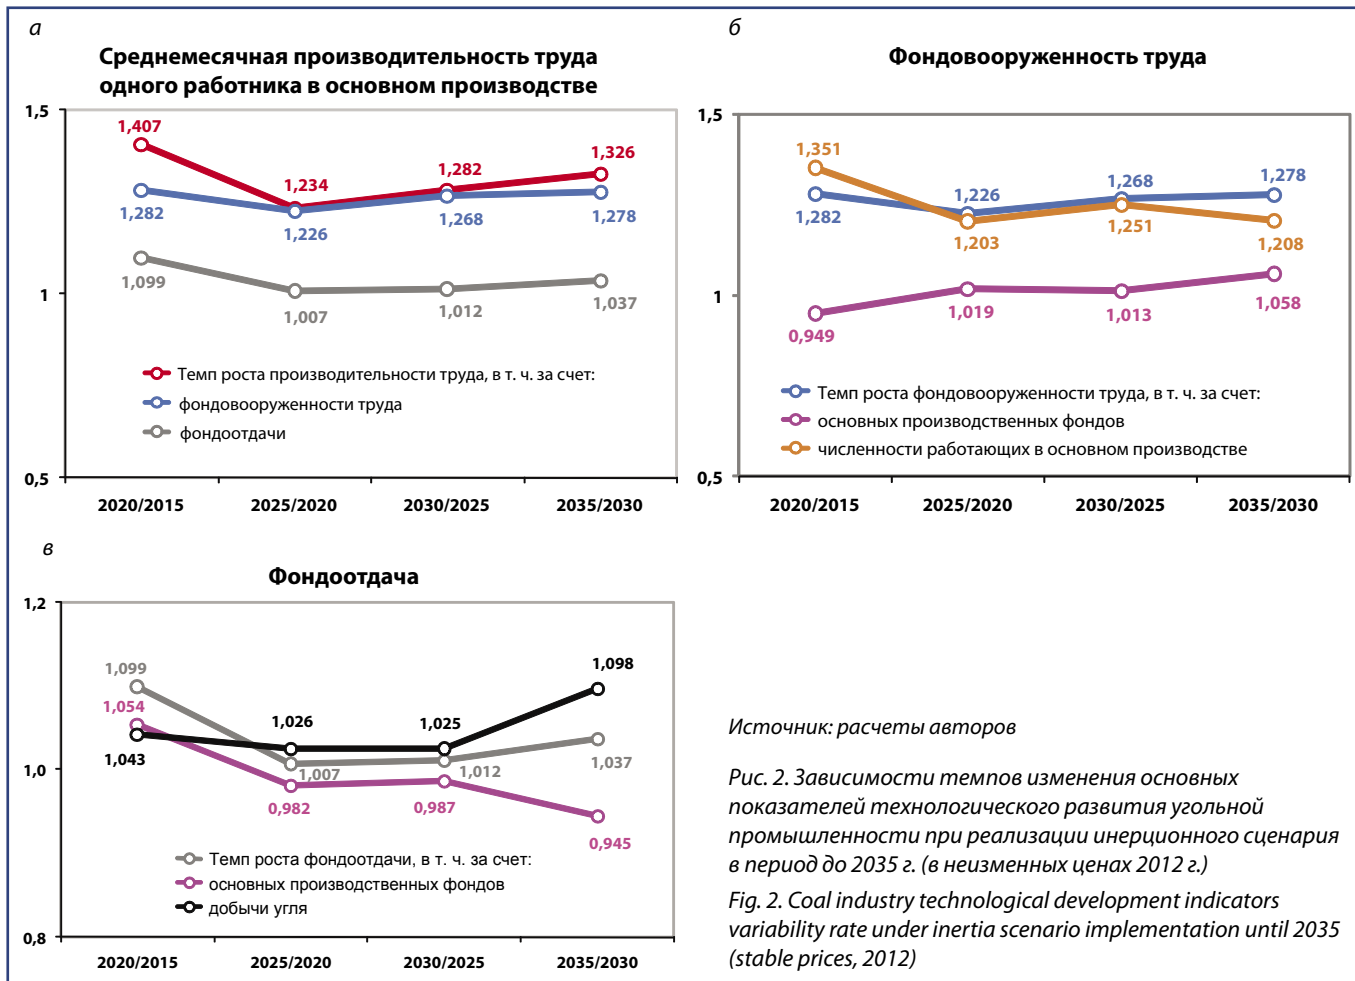 а
Среднемесячная производительность труда
одного работника в основном производстве
1,5
1
0,5
1,407
1,234
1,282
1,326
1,282
1,226
1,268
1,278
1,099
1,007
1,012
1,037
Темп роста производительности труда, в т. ч. за счет:
фондовооруженности труда
фондоотдачи
2020/2015
2025/2020
2030/2025
2035/2030
б
Фондовооруженность труда
1,5
1
0,5
1,351
1,226
1,268
1,278
1,282
1,203
1,251
1,208
0,949
1,019
1,013
1,058
Темп роста фондовооруженности труда, в т. ч. за счет:
основных производственных фондов
численности работающих в основном производстве
2020/2015
2025/2020
2030/2025
2035/2030
в
Фондоотдача
1,2
1,0
0,8
1,099
1,054
1,043
1,026
1,007
0,982
1,025
1,012
0,987
1,098
1,037
0,945
Темп роста фондоотдачи, в т. ч. за счет:
основных производственных фондов
добычи угля
2020/2015
2025/2020
2030/2025
2035/2030
Источник: расчеты авторов
Рис. 2. Зависимости темпов изменения основных
показателей технологического развития угольной
промышленности при реализации инерционного сценария
в период до 2035 г. (в неизменных ценах 2012 г.)
Fig. 2. Coal industry technological development indicators
variability rate under inertia scenario implementation until 2035
(stable prices, 2012)